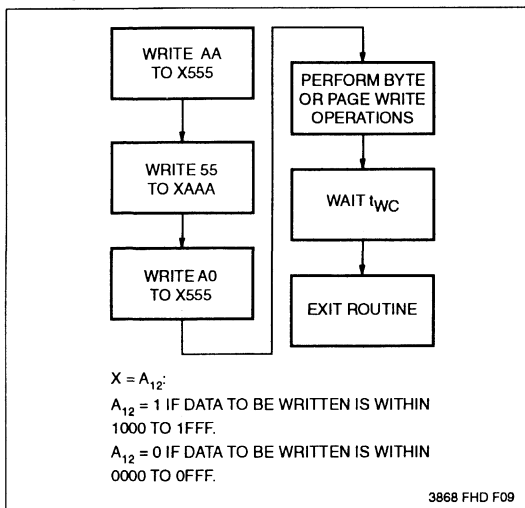 WRITE AA
TO X555
WRITE 55
TO XAAA
WRITE A0
TO X555
PERFORM BYTE
OR PAGE WRITE
OPERATIONS
WAIT tWC
EXIT ROUTINE
X = A12:
A12 = 1 IF DATA TO BE WRITTEN IS WITHIN
1000 TO 1FFF.
A12 = 0 IF DATA TO BE WRITTEN IS WITHIN
0000 TO 0FFF.
3868 FHD F09